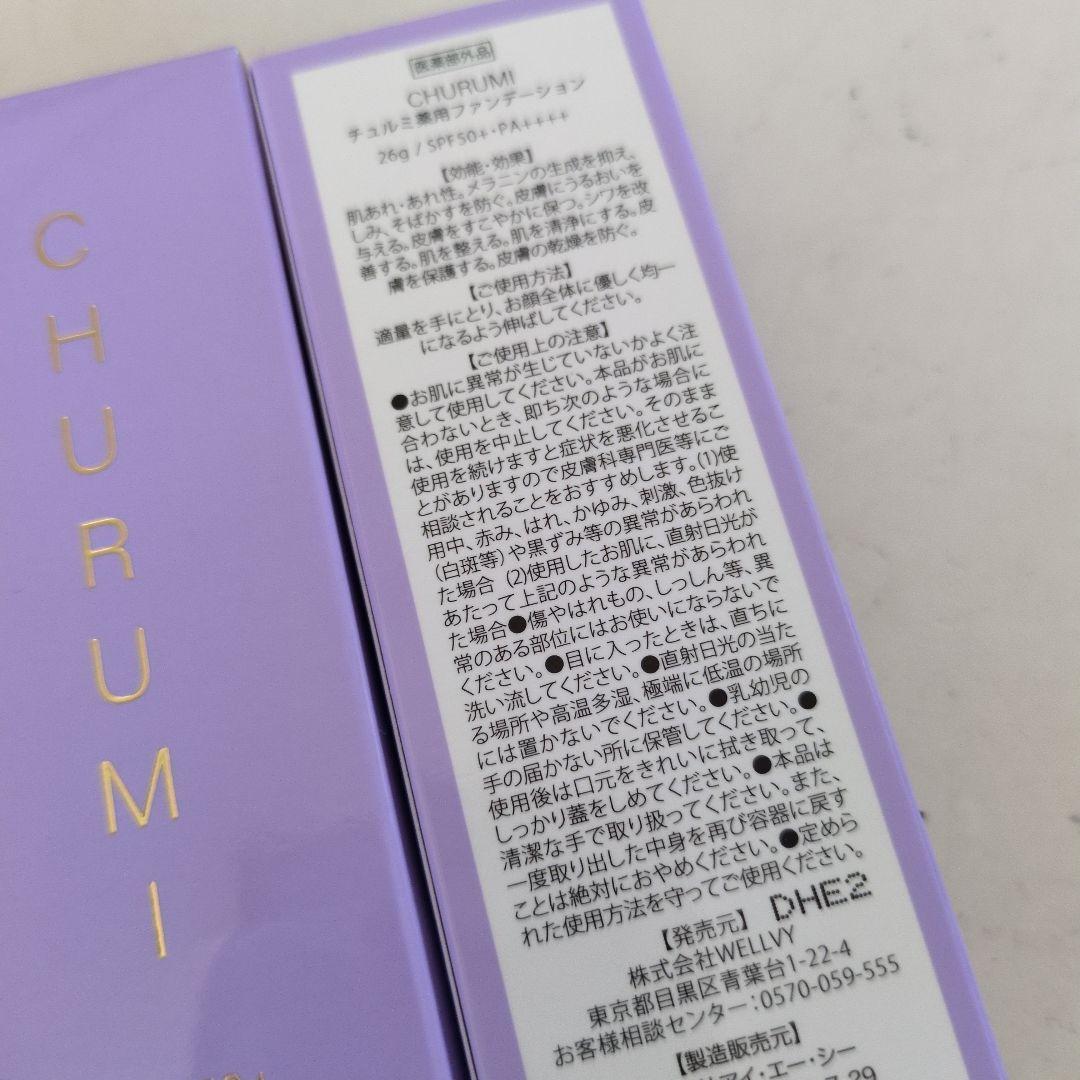 CHURUMI
医薬部外品
CHURUMI
チュルミ薬用ファンデーション
26g / SPF50+・PA++++
【効能・効果】
肌あれ・あれ性。メラニンの生成を抑え、
しみ、そばかすを防ぐ。皮膚にうるおいを
与える。皮膚をすこやかに保つ。シワを改
善する。肌を整える。肌を清浄にする。皮
膚を保護する。皮膚の乾燥を防ぐ。
【ご使用方法】
適量を手にとり、お顔全体に優しく均一
になるよう伸ばしてください。
【ご使用上の注意】
●お肌に異常が生じていないかよく注
意して使用してください。本品がお肌に
合わないとき、即ち次のような場合に
は、使用を中止してください。そのまま
使用を続けますと症状を悪化させるこ
とがありますので皮膚科専門医等にご
相談されることをおすすめします。(1)使
用中、赤み、はれ、かゆみ、刺激、色抜け
（白斑等）や黒ずみ等の異常があらわれ
た場合 (2)使用したお肌に、直射日光が
あたって上記のような異常があらわれ
た場合●傷やはれもの、しっしん等、異
常のある部位にはお使いにならないで
ください。●目に入ったときは、直ちに
洗い流してください。●直射日光の当た
る場所や高温多湿、極端に低温の場所
には置かないでください。●乳幼児の
手の届かない所に保管してください。●
使用後は口元をきれいに拭き取って、
しっかり蓋をしめてください。●本品は
清潔な手で取り扱ってください。また、
一度取り出した中身を再び容器に戻す
ことは絶対におやめください。●定めら
れた使用方法を守ってご使用ください。
DHE2
【発売元】
株式会社WELLVY
東京都目黒区青葉台1-22-4
お客様相談センター：0570-059-555
【製造販売元】
アイ・エー・シー
7-29